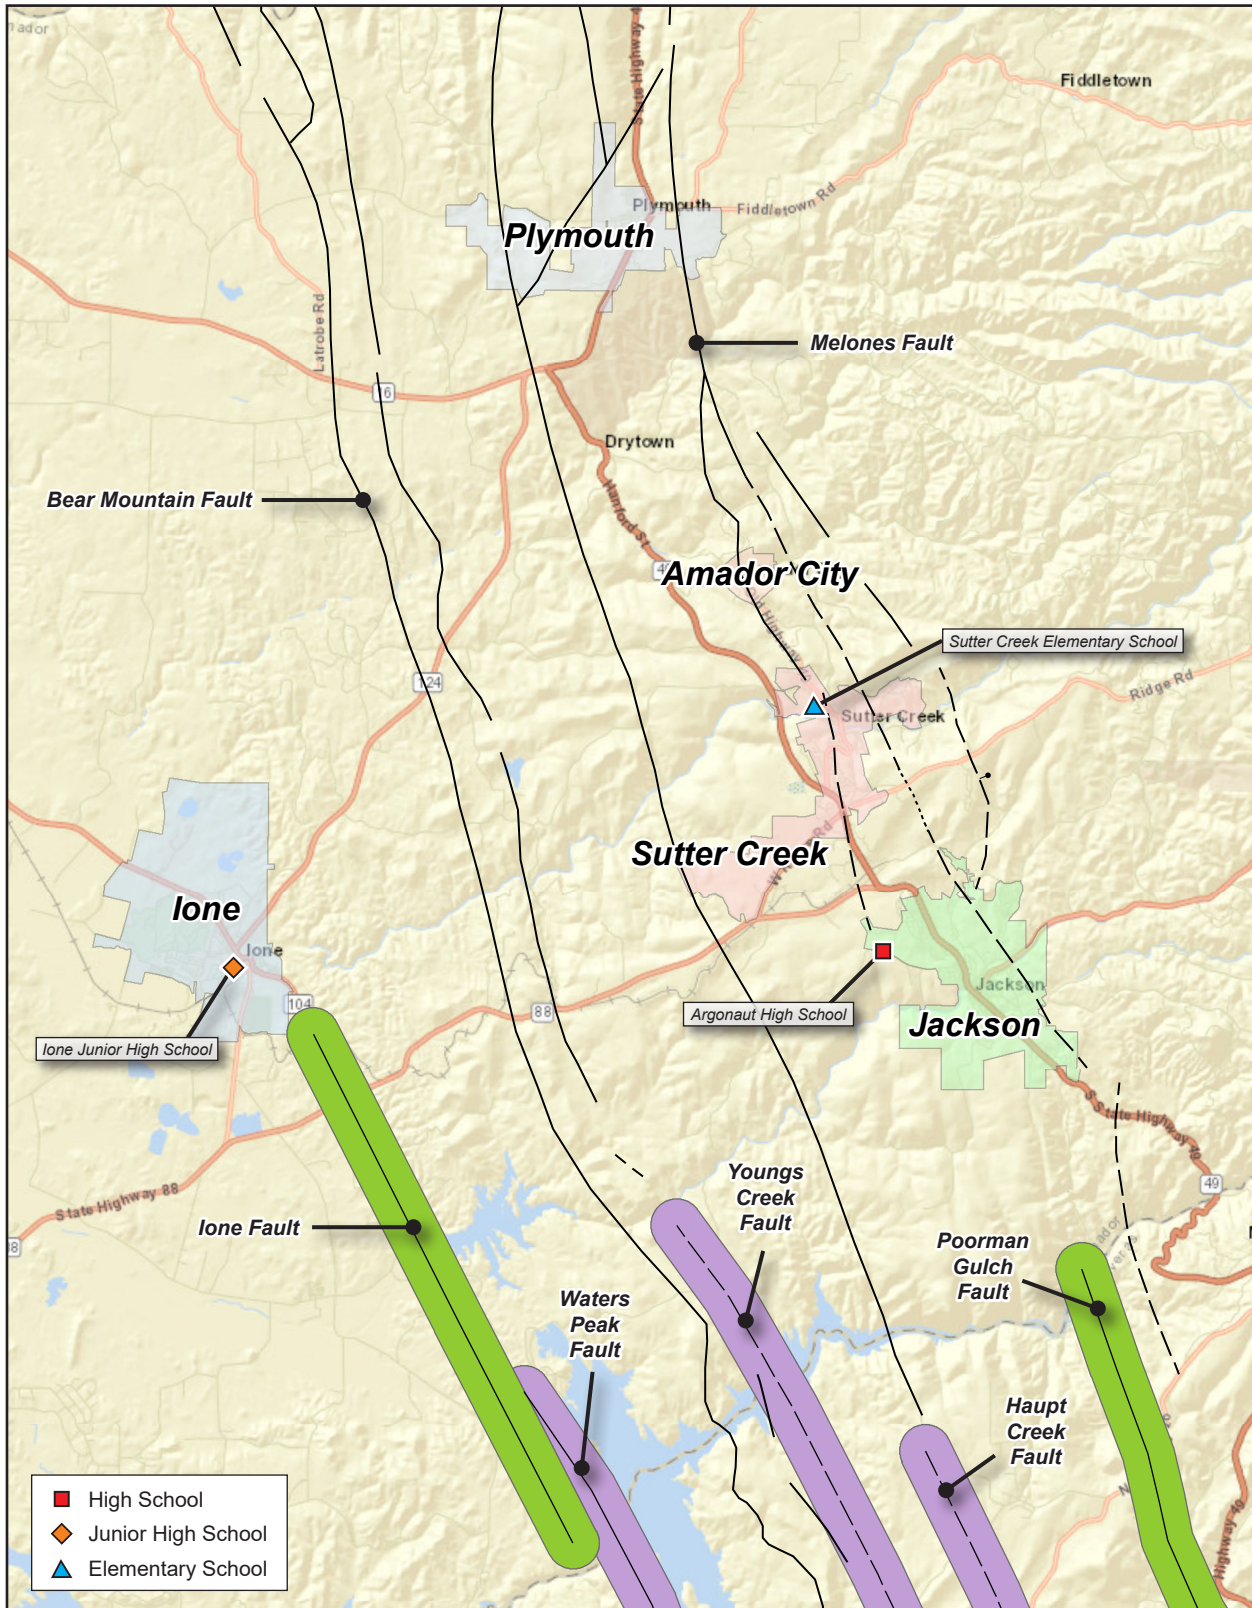 State Highway 4
Fiddletown
Plymouth
Fiddletown Rd
Plymouth
Latrobe Rd
Melones Fault
16
Drytown
Bear Mountain Fault
Hanford St
Amador City
Sutter Creek Elementary School
124
Ridge Rd
Sutter Creek
Sutter Creek
Ione
Ione
104
88
Argonaut High School
Jackson
Jackson
Ione Junior High School
S State Highway 49
State Highway 88
49
Youngs
Creek
Fault
Ione Fault
Poorman
Gulch
Fault
Waters
Peak
Fault
Haupt
Creek
Fault
Highway 49
High School
Junior High School
Elementary School